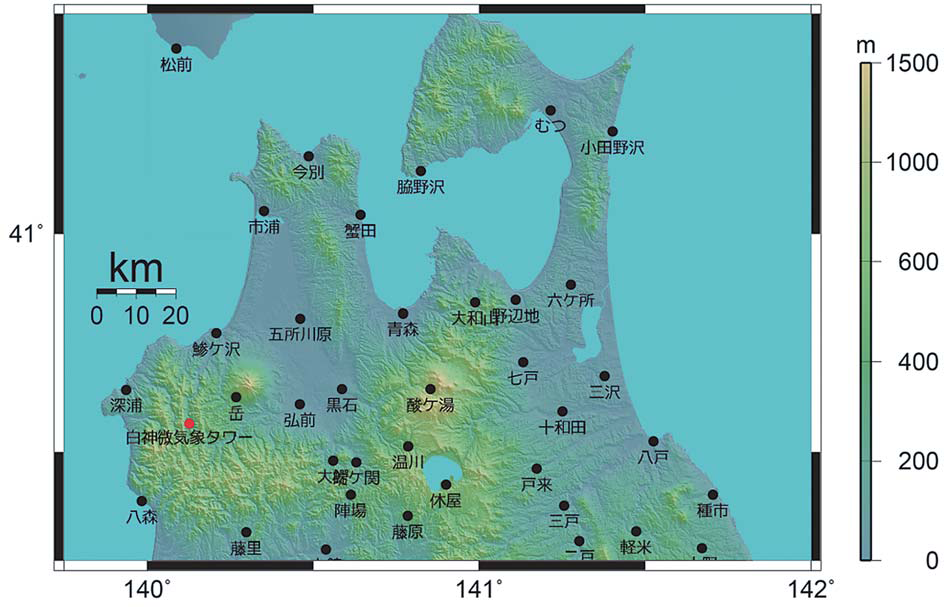 m
1500
松前
むつ
小田野沢
今別
脇野沢
1000
市浦
蟹田
41°
km
0 10 20
600
六ケ所
大和山
野辺地
青森
五所川原
鰺ケ沢
400
七戸
三沢
深浦
岳
弘前
黒石
酸ケ湯
十和田
白神微気象タワー
八戸
温川
200
碇ケ関
戸来
休屋
陣場
八森
種市
三戸
藤原
藤里
軽米
二戸
0
140°
141°
142°